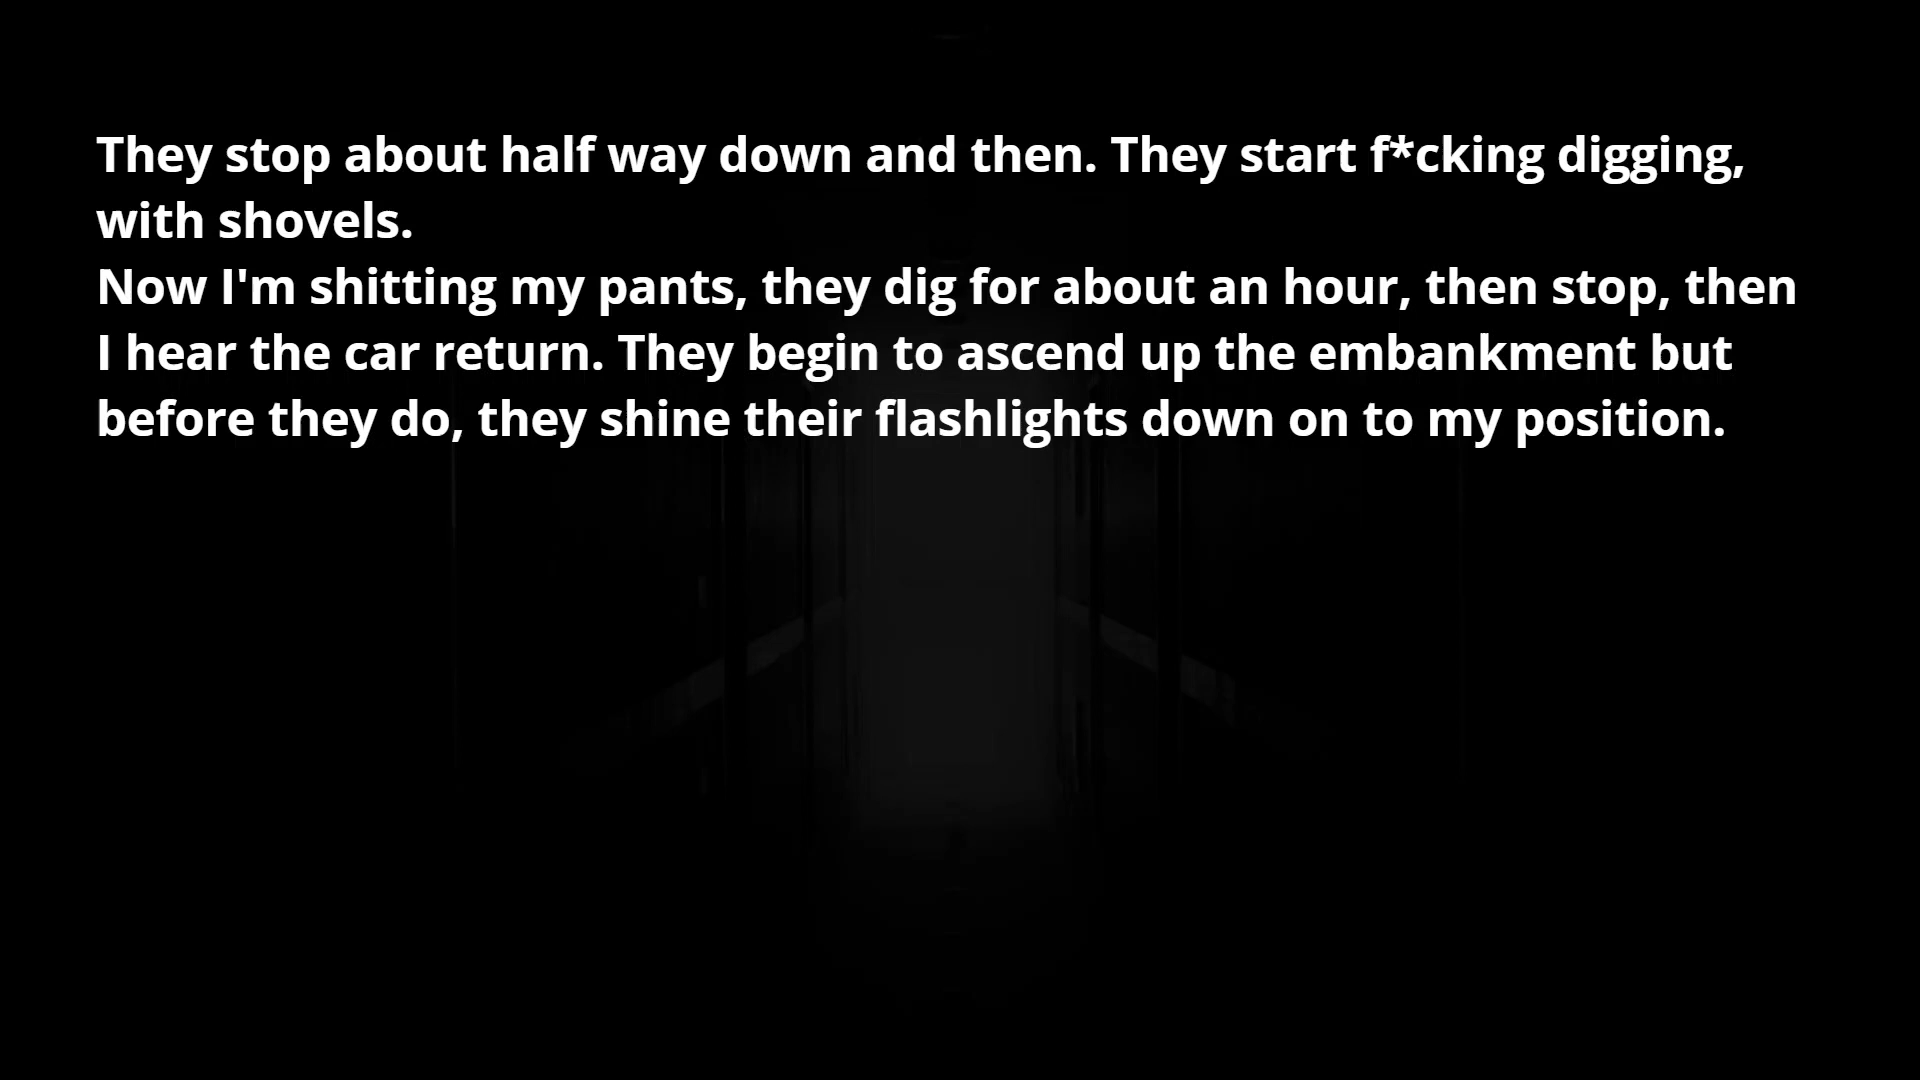 They stop about half way down and then. They start f*cking digging,
with shovels.
Now I'm shitting my pants, they dig for about an hour, then stop, then
I hear the car return. They begin to ascend up the embankment but
before they do, they shine their flashlights down on to my position.